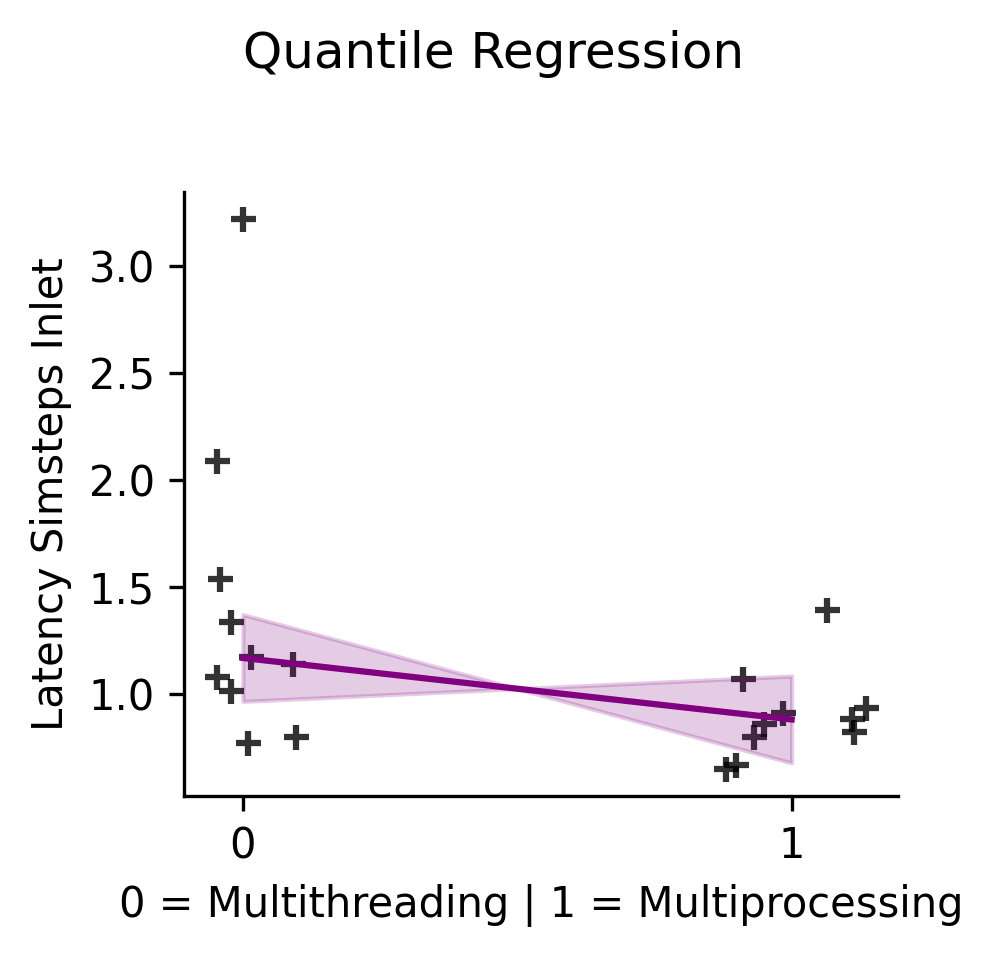 Quantile Regression
Latency Simsteps Inlet
3.0
2.5
2.0
1.5
1.0
0
1
0 = Multithreading | 1 = Multiprocessing